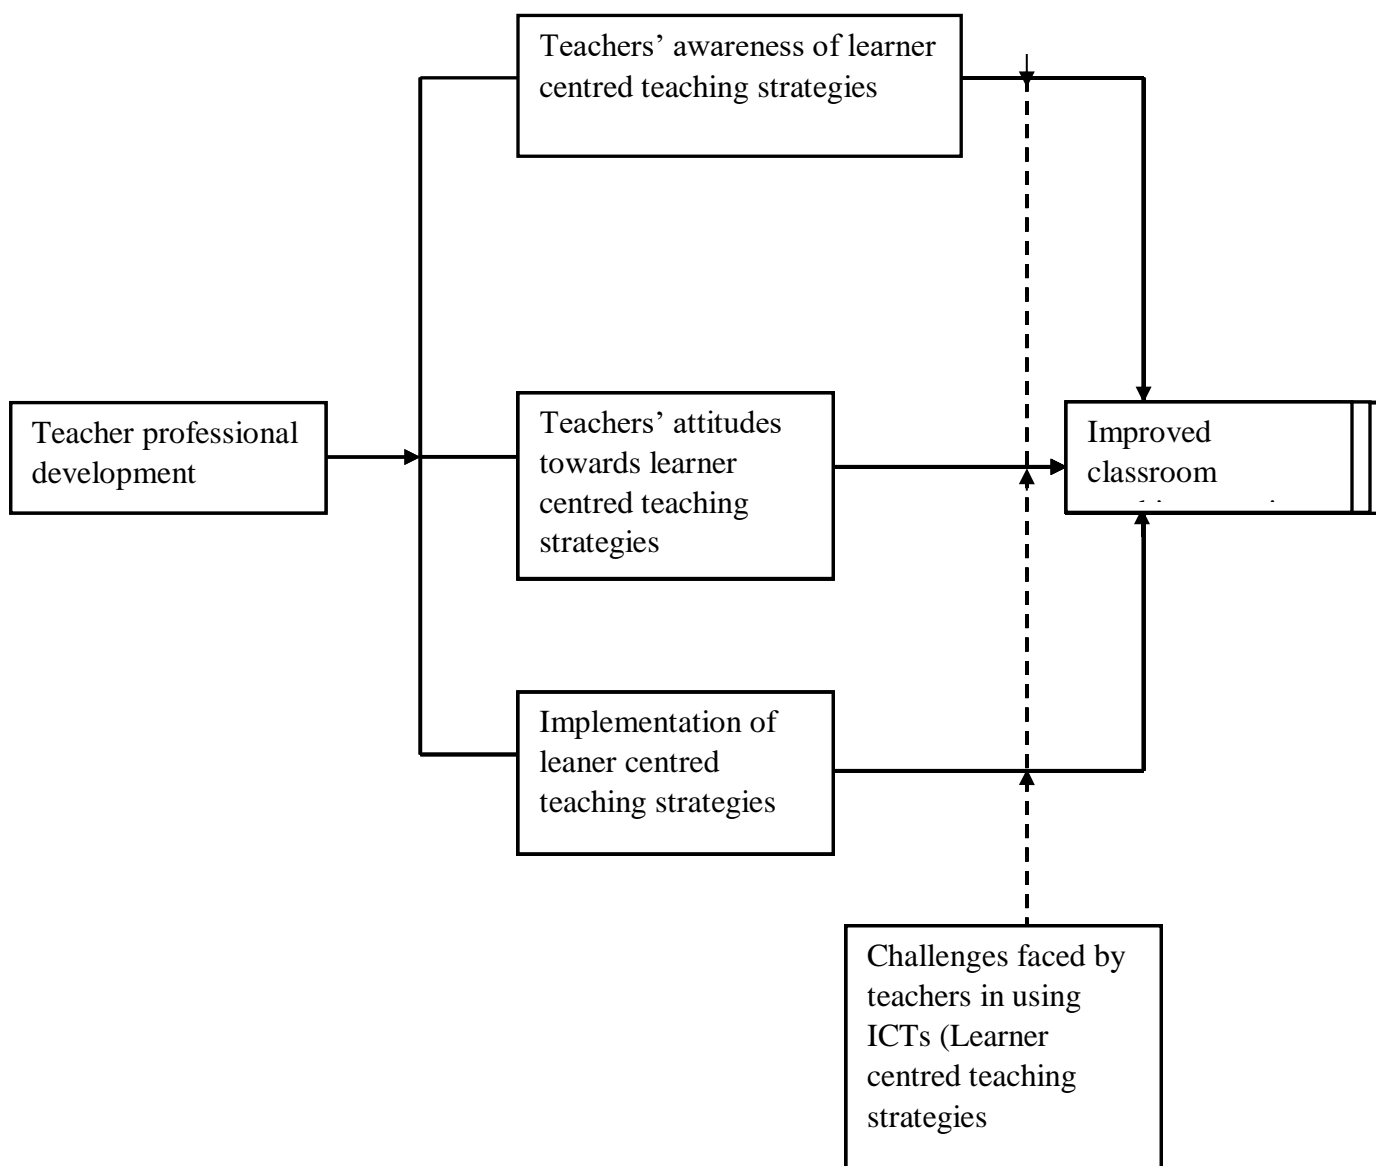 Teachers’ awareness of learner
centred teaching strategies
Teacher professional
development
Teachers’ attitudes
towards learner
centred teaching
strategies
Improved
classroom
Implementation of
leaner centred
teaching strategies
Challenges faced by
teachers in using
ICTs (Learner
centred teaching
strategies